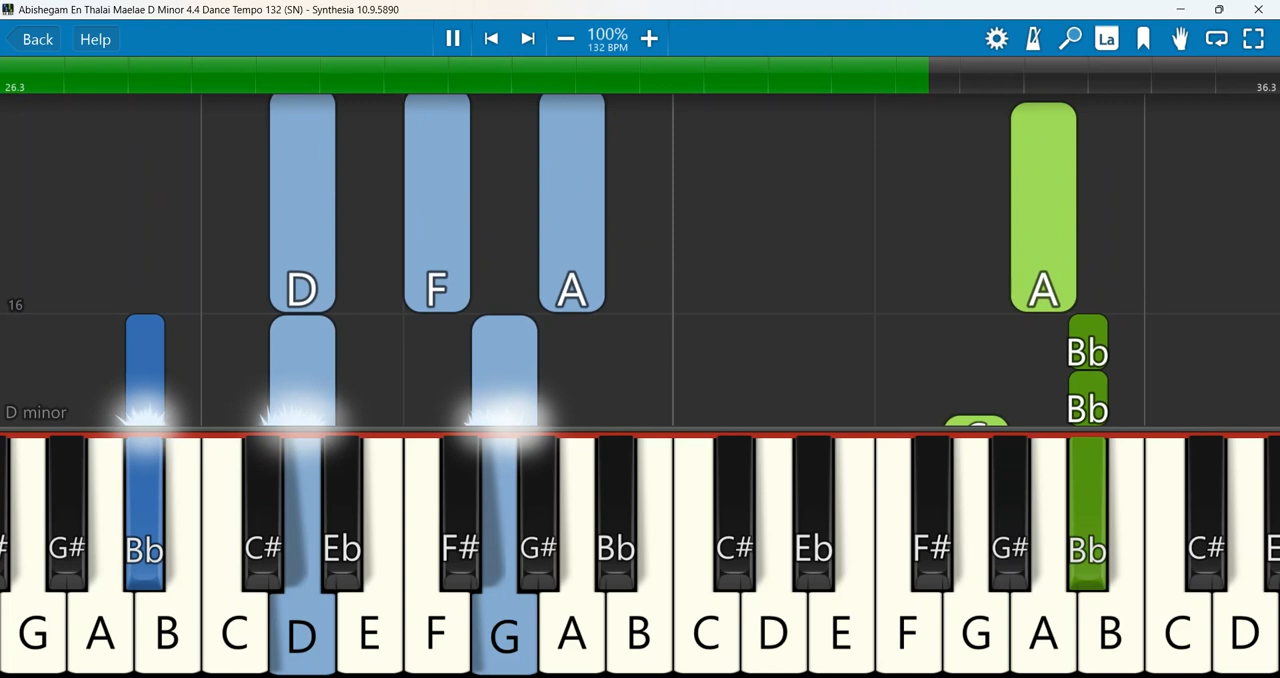 Abishegam En Thalai Maelae D Minor 4.4 Dance Tempo 132 (SN) - Synthesia 10.9.5890
Back Help 100% La
132 BPM
26.3 36.3
D F A A
16
Bb
D minor Bb
G# Bb C# Eb F# G# Bb C# Eb F# G# Bb C#
G A B C D E F G A B C D E F G A B C D